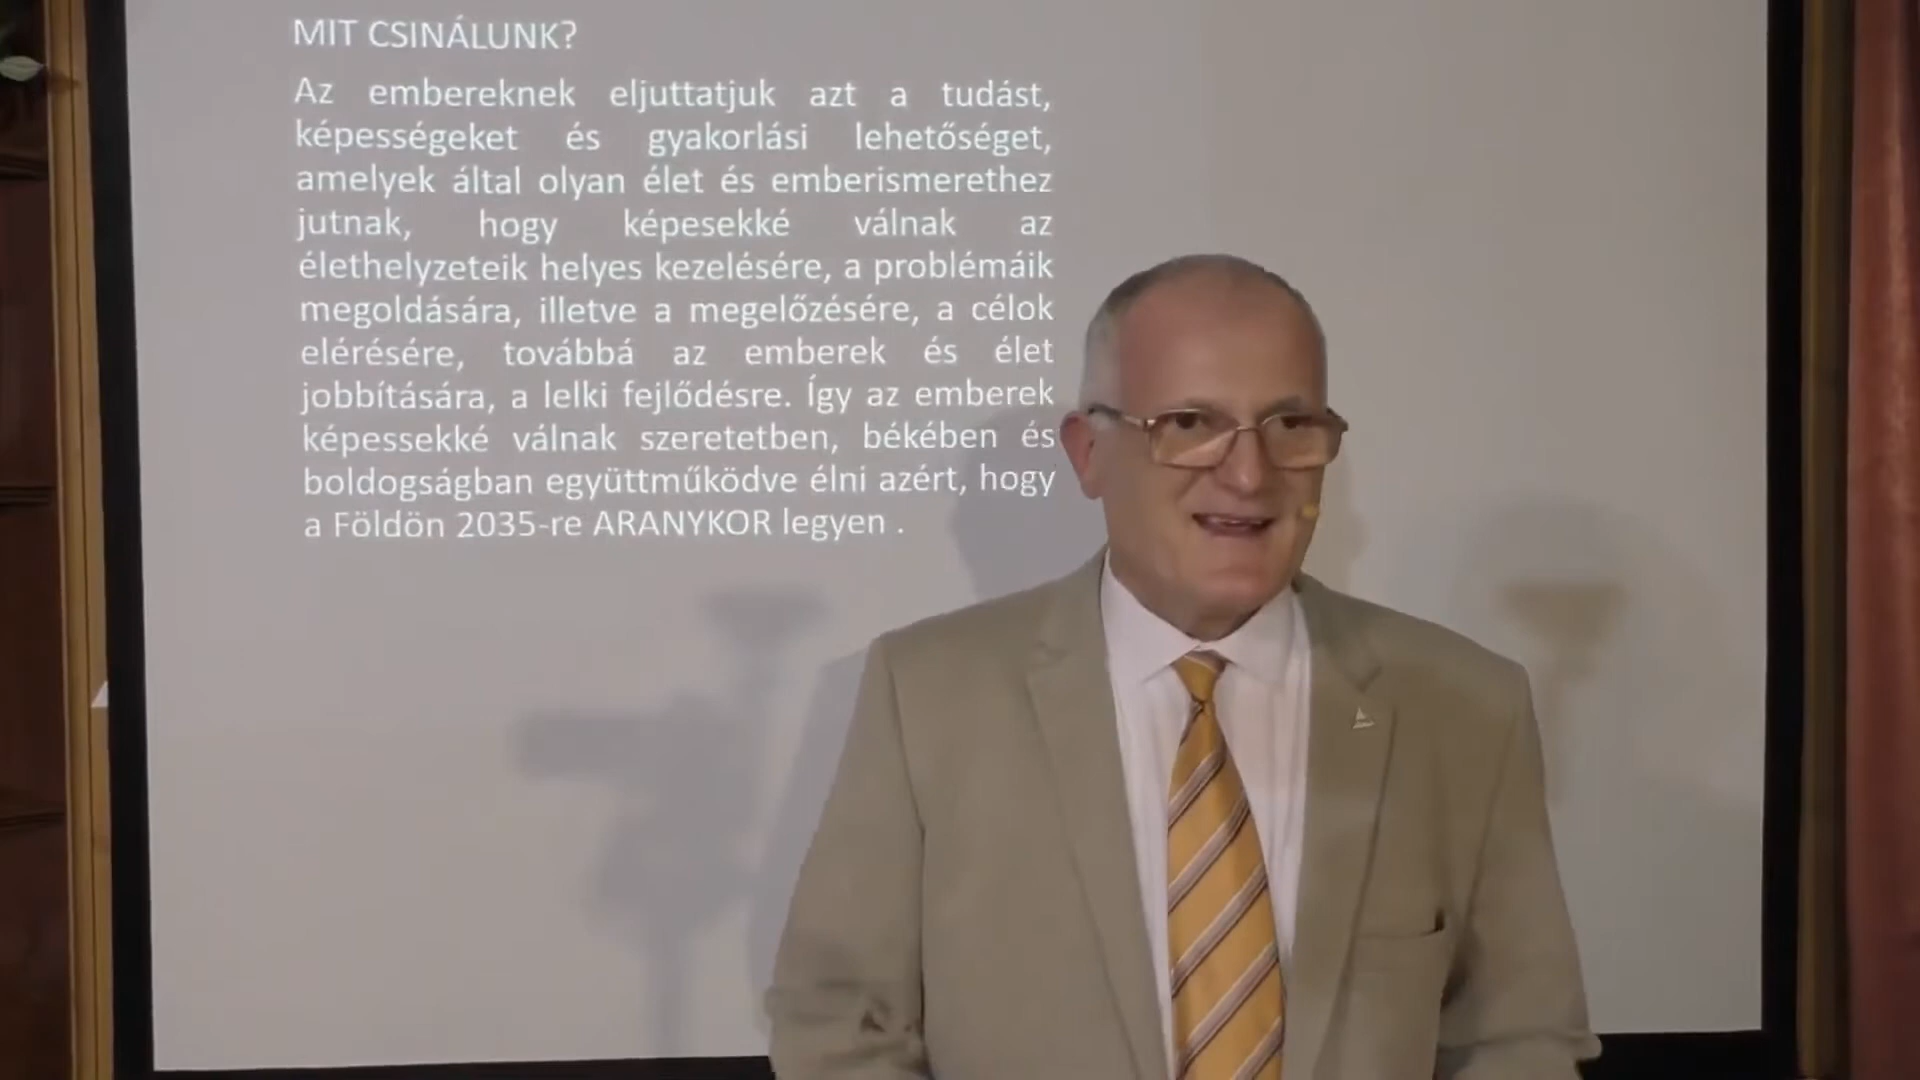 MIT CSINÁLUNK?
Az embereknek eljuttatjuk azt a tudást,
képességeket és gyakorlási lehetőséget,
amelyek által olyan élet és emberismerethez
jutnak, hogy képesekké válnak az
élethelyzeteik helyes kezelésére, a problémáik
megoldására, illetve a megelőzésére, a célok
elérésére, továbbá az emberek és élet
jobbítására, a lelki fejlődésre. Így az emberek
képessekké válnak szeretetben, békében és
boldogságban együttműködve élni azért, hogy
a Földön 2035-re ARANYKOR legyen .